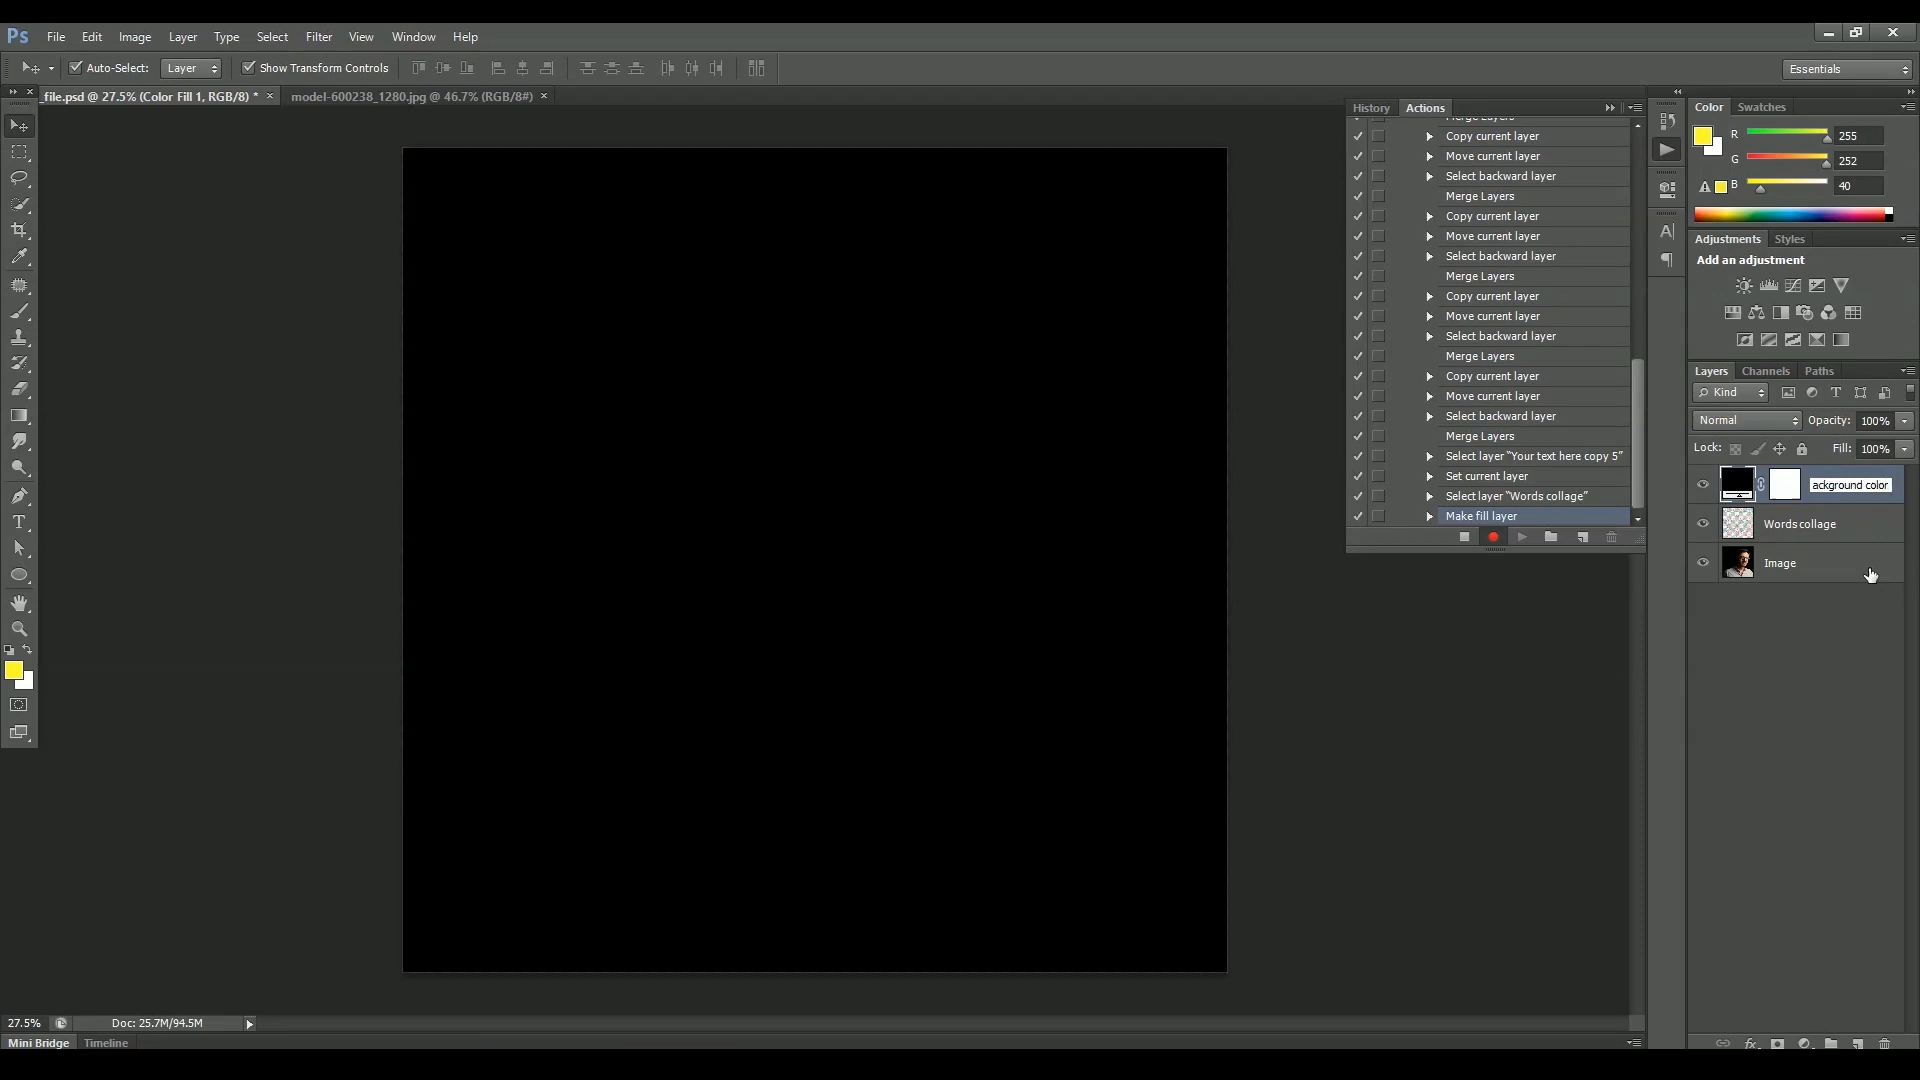 Ps File Edit Image Layer Type Select Filter View Window Help
Auto-Select: Layer Show Transform Controls Essentials
_file.psd @ 27.5% (Color Fill 1, RGB/8) * × model-600238_1280.jpg @ 46.7% (RGB/8#) ×
History Actions
Merge Layers
Copy current layer
Move current layer
Select backward layer
Merge Layers
Copy current layer
Move current layer
Select backward layer
Merge Layers
Copy current layer
Move current layer
Select backward layer
Merge Layers
Copy current layer
Move current layer
Select backward layer
Merge Layers
Select layer “Your text here copy 5”
Set current layer
Select layer “Words collage”
Make fill layer
Color Swatches
R 255
G 252
B 40
Adjustments Styles
Add an adjustment
Layers Channels Paths
Kind
Normal Opacity: 100%
Lock: Fill: 100%
ackground color
Words collage
Image
27.5% Doc: 25.7M/94.5M
Mini Bridge Timeline